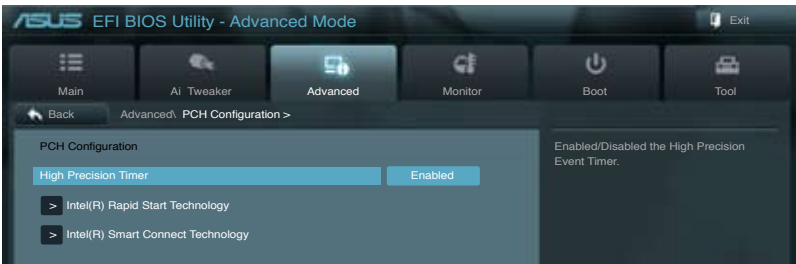 ASUS EFI BIOS Utility - Advanced Mode
Exit
Main
Ai Tweaker
Advanced
Monitor
Boot
Tool
Back
Advanced\ PCH Configuration >
PCH Configuration
High Precision Timer
Enabled
> Intel(R) Rapid Start Technology
> Intel(R) Smart Connect Technology
Enabled/Disabled the High Precision
Event Timer.